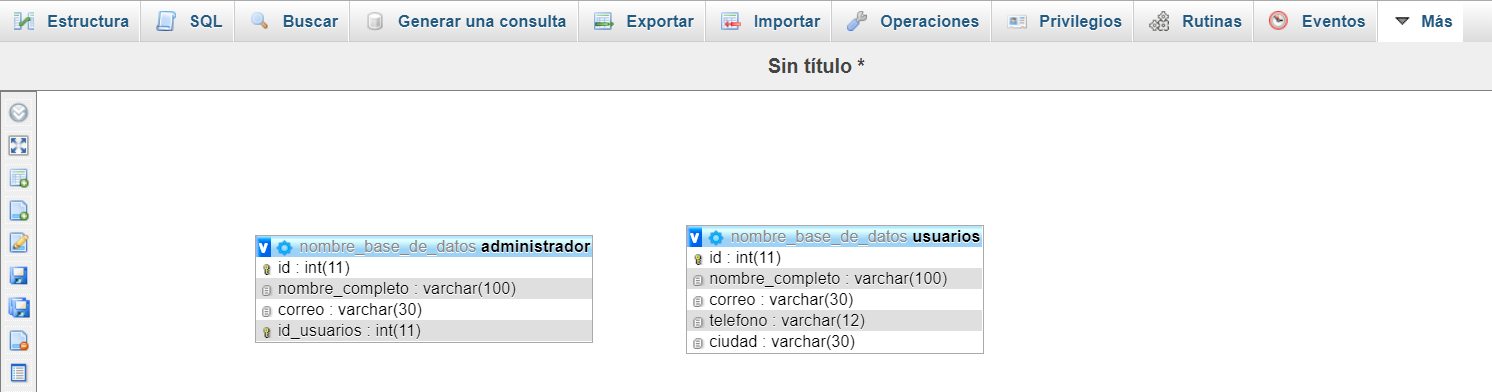 Estructura SQL Buscar Generar una consulta Exportar Importar Operaciones Privilegios Rutinas Eventos Más
Sin título *
nombre_base_de_datos administrador
id : int(11)
nombre_completo : varchar(100)
correo : varchar(30)
id_usuarios : int(11)
nombre_base_de_datos usuarios
id : int(11)
nombre_completo : varchar(100)
correo : varchar(30)
telefono : varchar(12)
ciudad : varchar(30)